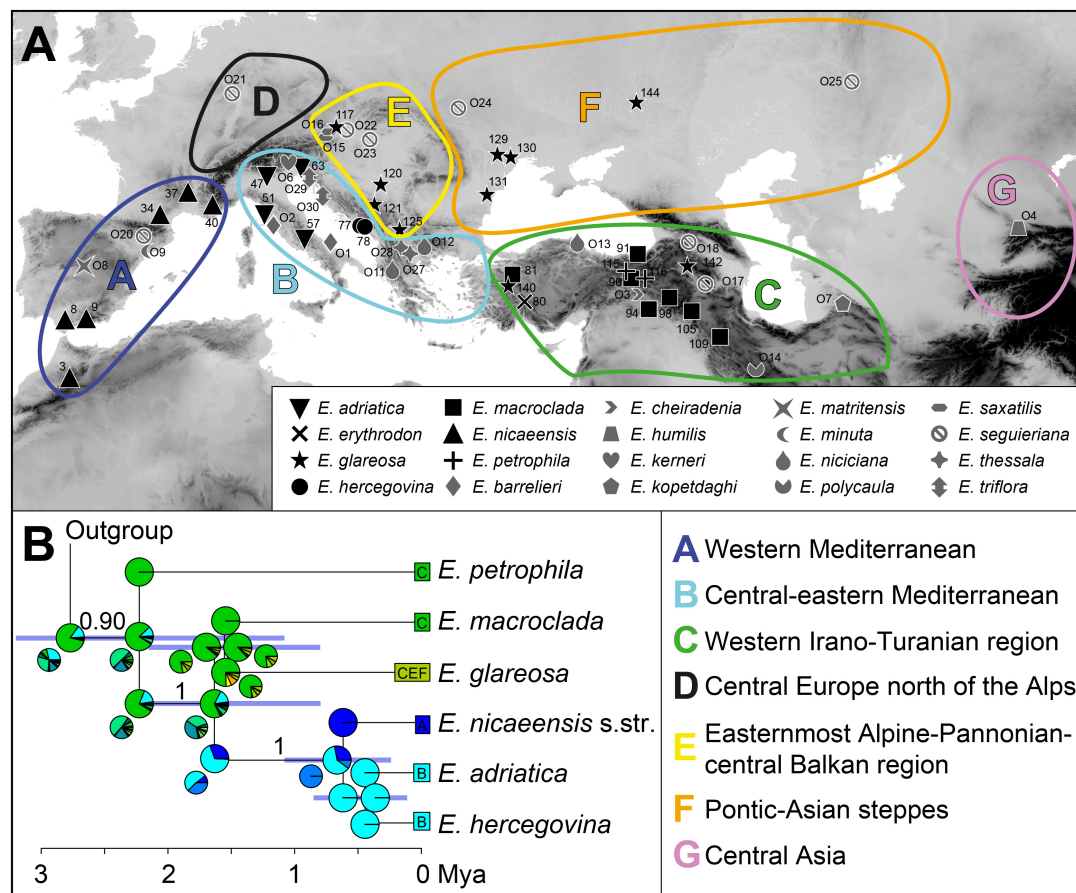 A
O21
D
117
O16
O22
O15
O23
E
O24
F
144
O25
129
130
131
G
O4
37
34
40
O20
O9
O8
A
8
9
3
47
O6
63
O29
51
O2
O30
57
O1
B
120
121
125
77
78
O28
O12
O11
O27
81
140
80
O13
91
115
116
O3
94
98
105
109
O18
142
O17
C
O7
O14
E. adriatica
E. macroclada
E. cheiradenia
E. matritensis
E. saxatilis
E. erythrodon
E. nicaeensis
E. humilis
E. minuta
E. seguieriana
E. glareosa
E. petrophila
E. kerneri
E. niciciana
E. thessala
E. hercegovina
E. barrelieri
E. kopetdaghi
E. polycaula
E. triflora
B
Outgroup
0.90
1
1
C
E. petrophila
C
E. macroclada
CEF
E. glareosa
A
E. nicaeensis s.str.
B
E. adriatica
B
E. hercegovina
3
2
1
0 Mya
A Western Mediterranean
B Central-eastern Mediterranean
C Western Irano-Turanian region
D Central Europe north of the Alps
E Easternmost Alpine-Pannonian-
central Balkan region
F Pontic-Asian steppes
G Central Asia